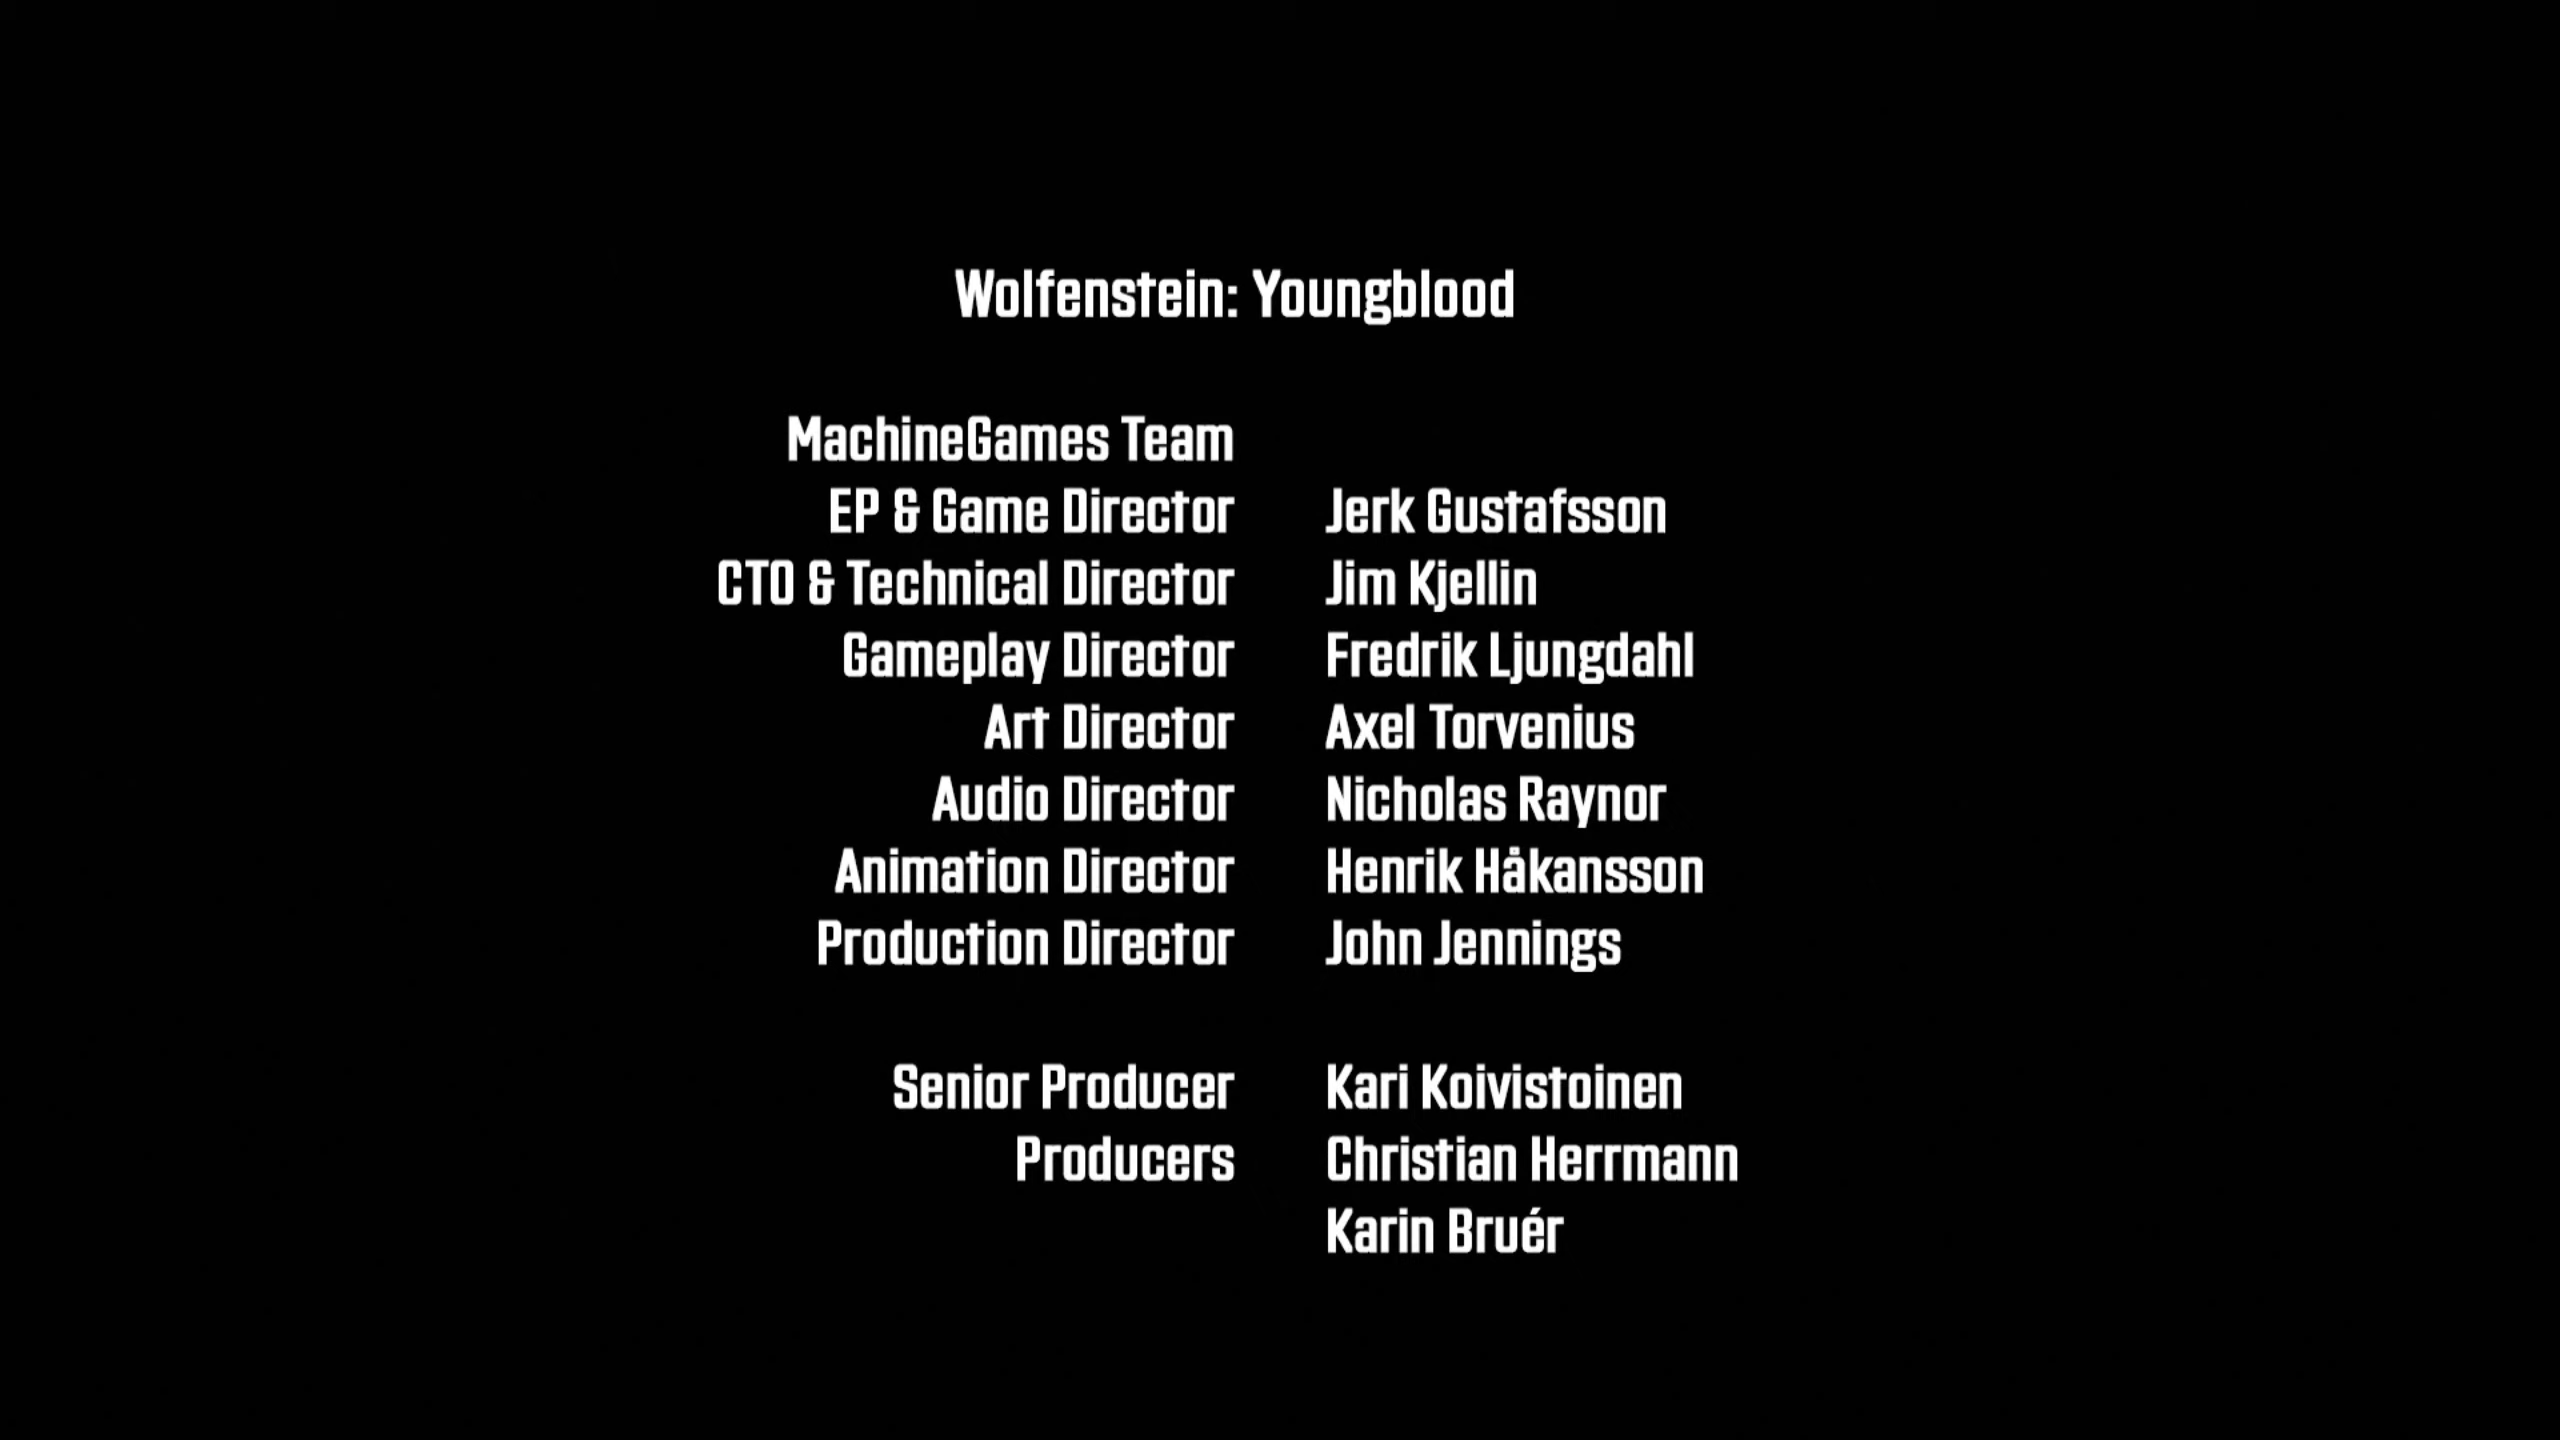 Wolfenstein: Youngblood
MachineGames Team
EP & Game Director Jerk Gustafsson
CTO & Technical Director Jim Kjellin
Gameplay Director Fredrik Ljungdahl
Art Director Axel Torvenius
Audio Director Nicholas Raynor
Animation Director Henrik Håkansson
Production Director John Jennings
Senior Producer Kari Koivistoinen
Producers Christian Herrmann
Karin Bruér